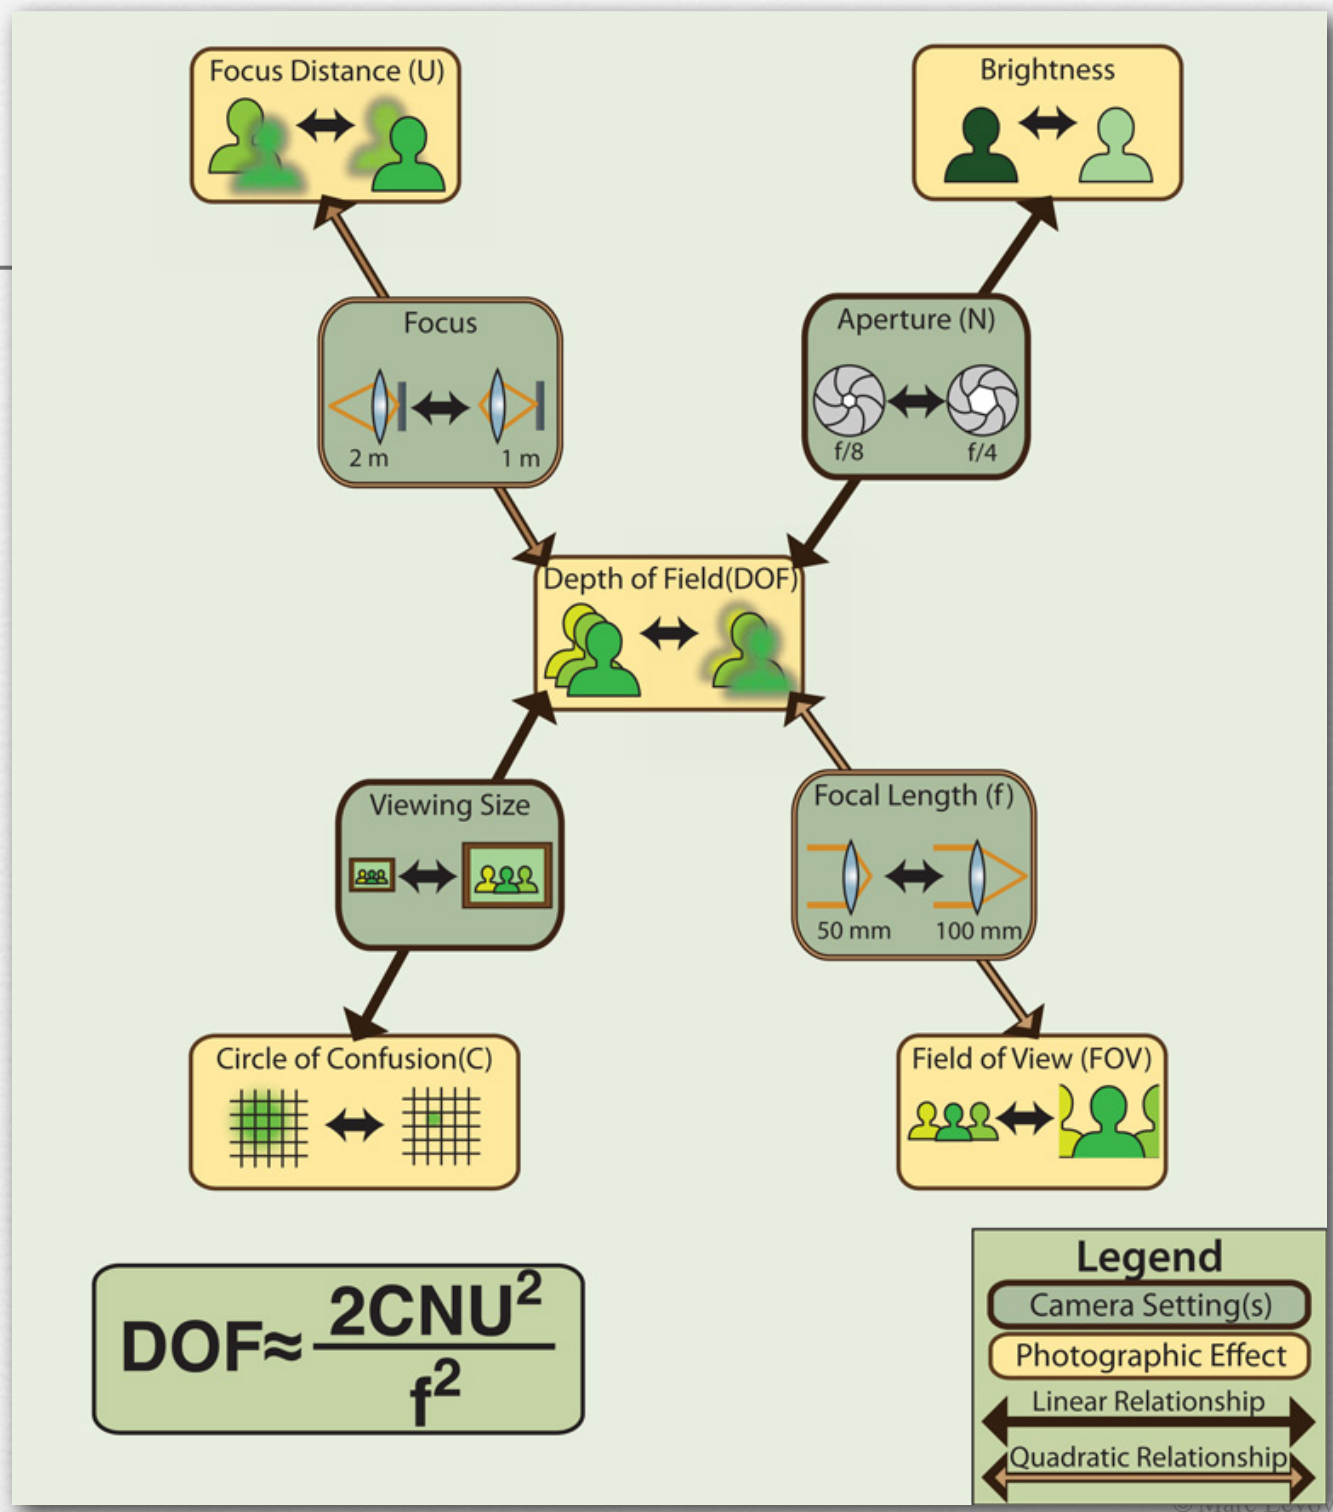 Focus Distance (U)
Brightness
Focus
2 m
1 m
Aperture (N)
f/8
f/4
Depth of Field(DOF)
Viewing Size
Focal Length (f)
50 mm
100 mm
Circle of Confusion(C)
Field of View (FOV)
DOF≈ 2CNU²
f²
Legend
Camera Setting(s)
Photographic Effect
Linear Relationship
Quadratic Relationship
© Marc Levo